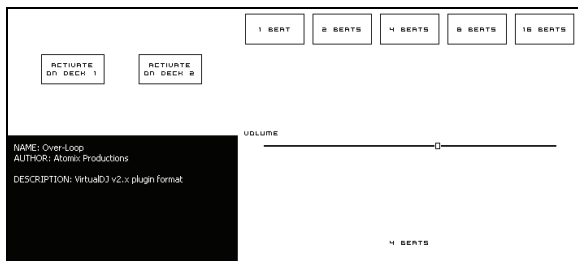 1 BEAT
2 BEATS
4 BEATS
8 BEATS
16 BEATS
ACTIVATE
ON DECK 1
ACTIVATE
ON DECK 2
NAME: Over-Loop
AUTHOR: Atomix Productions
DESCRIPTION: VirtualDJ v2.x plugin format
VOLUME
4 BEATS